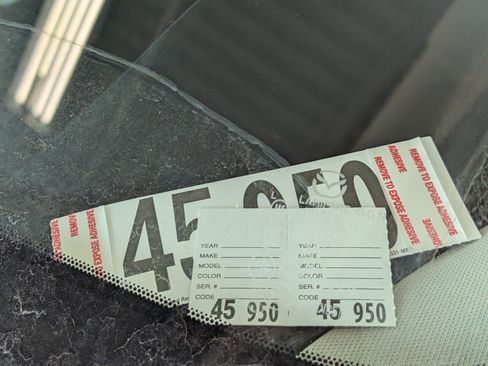 45 950
REMOVE TO EXPOSE ADHESIVE
REMOVE TO EXPOSE ADHESIVE
REMOVE TO EXPOSE ADHESIVE
REMOVE TO EXPOSE ADHESIVE
YEAR
MAKE
MODEL
COLOR
SER. #
CODE
45 950
YEAR
MAKE
MODEL
COLOR
SER. #
CODE
45 950